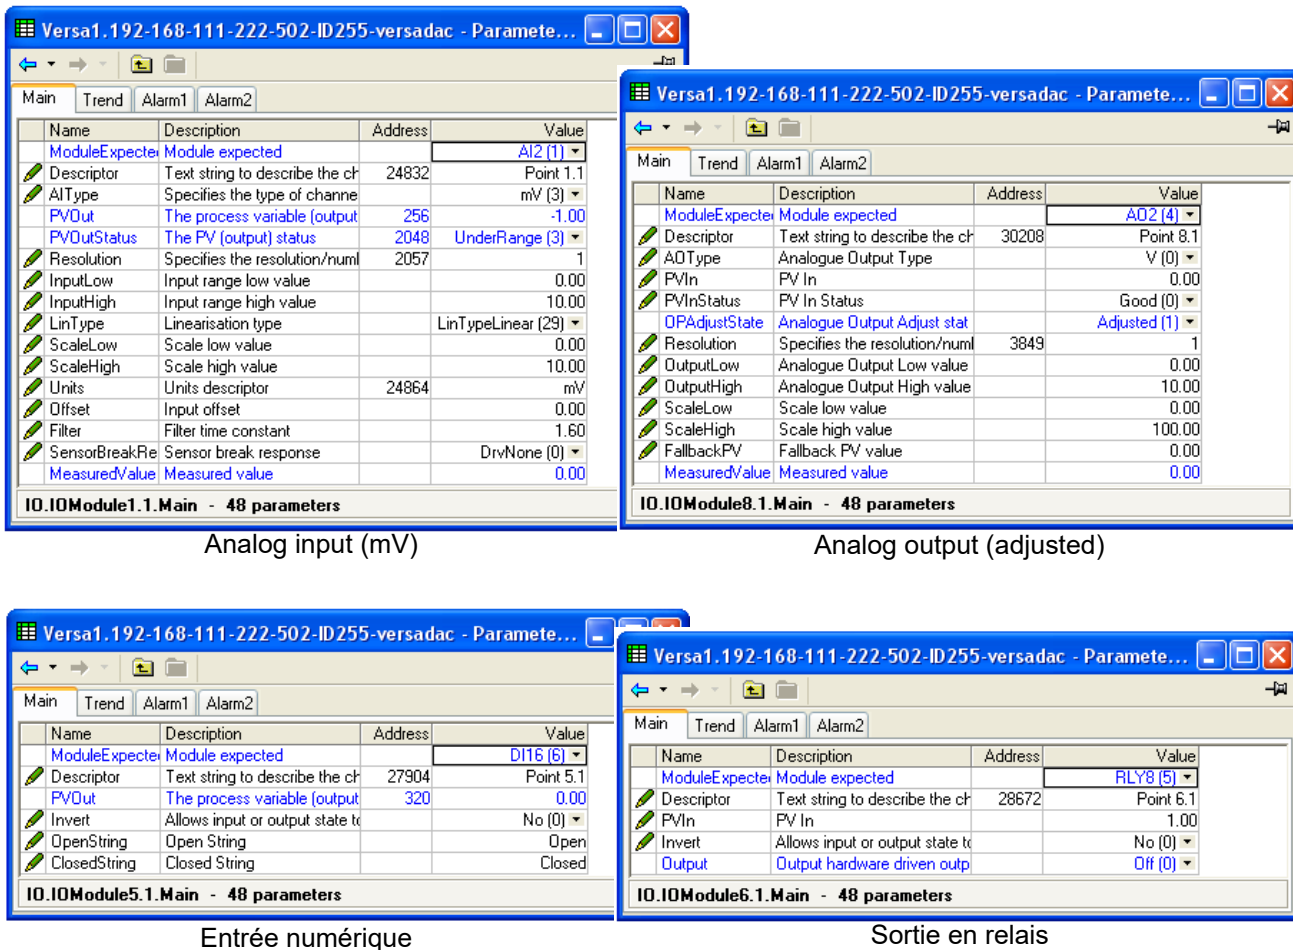 Versa1.192-168-111-222-502-ID255-versadac - Paramete...
Main Trend Alarm1 Alarm2
Name Description Address Value
ModuleExpecte Module expected AI2 (1)
Descriptor Text string to describe the ch 24832 Point 1.1
AIType Specifies the type of channe mV (3)
PVOut The process variable (output 256 -1.00
PVOutStatus The PV (output) status 2048 UnderRange (3)
Resolution Specifies the resolution/numl 2057 1
InputLow Input range low value 0.00
InputHigh Input range high value 10.00
LinType Linearisation type LinTypeLinear (29)
ScaleLow Scale low value 0.00
ScaleHigh Scale high value 10.00
Units Units descriptor 24864 mV
Offset Input offset 0.00
Filter Filter time constant 1.60
SensorBreakRe Sensor break response DrvNone (0)
MeasuredValue Measured value 0.00
IO.IOModule1.1.Main - 48 parameters
Analog input (mV)
Versa1.192-168-111-222-502-ID255-versadac - Paramete...
Main Trend Alarm1 Alarm2
Name Description Address Value
ModuleExpecte Module expected AO2 (4)
Descriptor Text string to describe the ch 30208 Point 8.1
AOType Analogue Output Type V (0)
PVIn PV In 0.00
PVInStatus PV In Status Good (0)
OPAdjustState Analogue Output Adjust stat Adjusted (1)
Resolution Specifies the resolution/numl 3849 1
OutputLow Analogue Output Low value 0.00
OutputHigh Analogue Output High value 10.00
ScaleLow Scale low value 0.00
ScaleHigh Scale high value 100.00
FallbackPV Fallback PV value 0.00
MeasuredValue Measured value 0.00
IO.IOModule8.1.Main - 48 parameters
Analog output (adjusted)
Versa1.192-168-111-222-502-ID255-versadac - Paramete...
Main Trend Alarm1 Alarm2
Name Description Address Value
ModuleExpecte Module expected DI16 (6)
Descriptor Text string to describe the ch 27904 Point 5.1
PVOut The process variable (output 320 0.00
Invert Allows input or output state to No (0)
OpenString Open String Open
ClosedString Closed String Closed
IO.IOModule5.1.Main - 48 parameters
Entrée numérique
Versa1.192-168-111-222-502-ID255-versadac - Paramete...
Main Trend Alarm1 Alarm2
Name Description Address Value
ModuleExpecte Module expected RLY8 (5)
Descriptor Text string to describe the ch 28672 Point 6.1
PVIn PV In 1.00
Invert Allows input or output state to No (0)
Output Output hardware driven outp Off (0)
IO.IOModule6.1.Main - 48 parameters
Sortie en relais